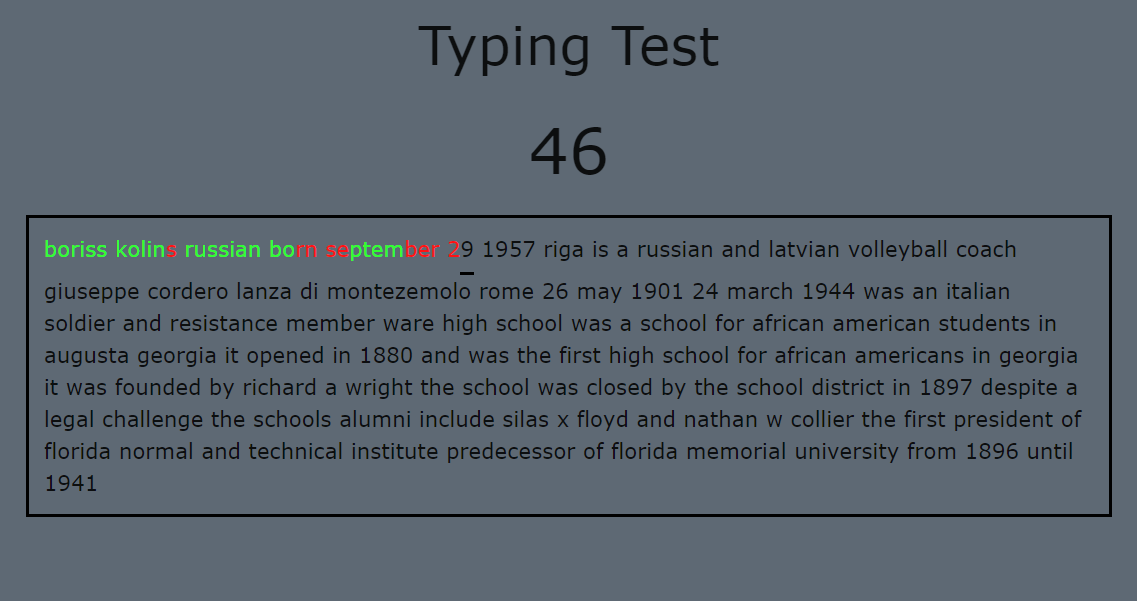 Typing Test
46
boriss kolins russian born september 29 1957 riga is a russian and latvian volleyball coach
giuseppe cordero lanza di montezemolo rome 26 may 1901 24 march 1944 was an italian
soldier and resistance member ware high school was a school for african american students in
augusta georgia it opened in 1880 and was the first high school for african americans in georgia
it was founded by richard a wright the school was closed by the school district in 1897 despite a
legal challenge the schools alumni include silas x floyd and nathan w collier the first president of
florida normal and technical institute predecessor of florida memorial university from 1896 until
1941